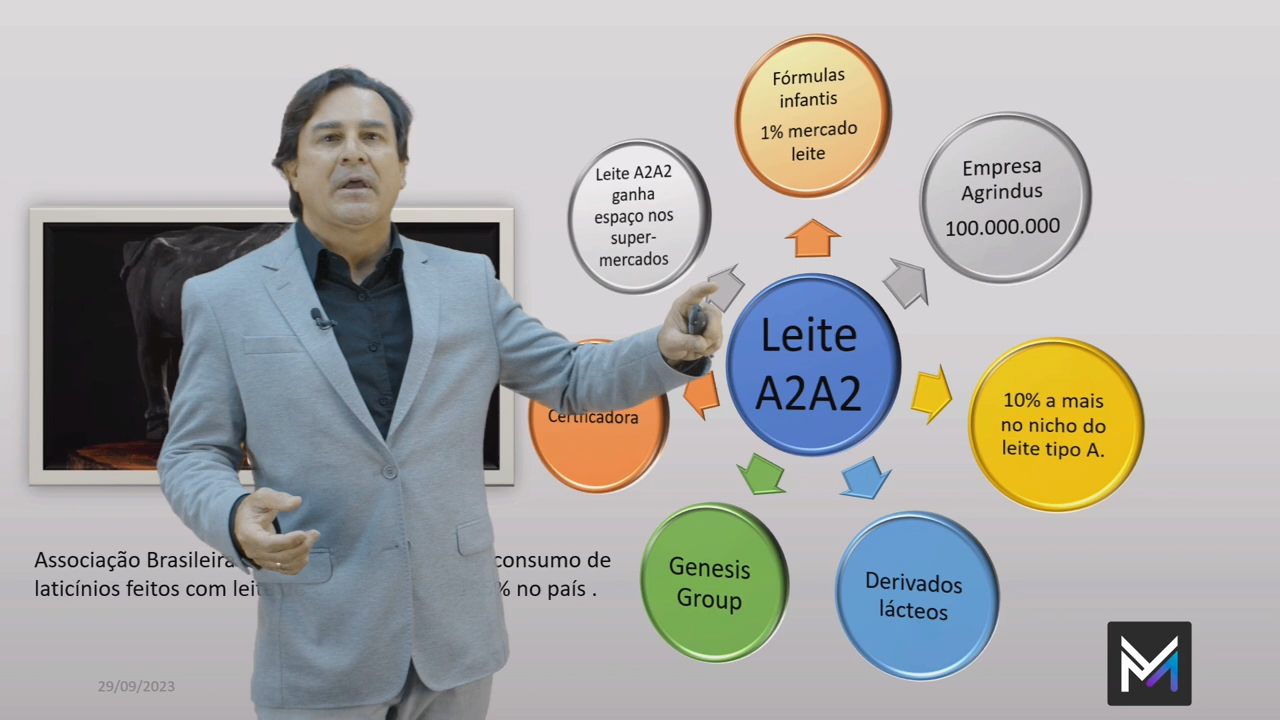 Fórmulas
infantis
1% mercado
leite
Leite A2A2
ganha
espaço nos
super-
mercados
Empresa
Agrindus
100.000.000
Leite
A2A2
10% a mais
no nicho do
leite tipo A.
Certificadora
Genesis
Group
Derivados
lácteos
Associação Brasileira consumo de
laticínios feitos com % no país .
29/09/2023